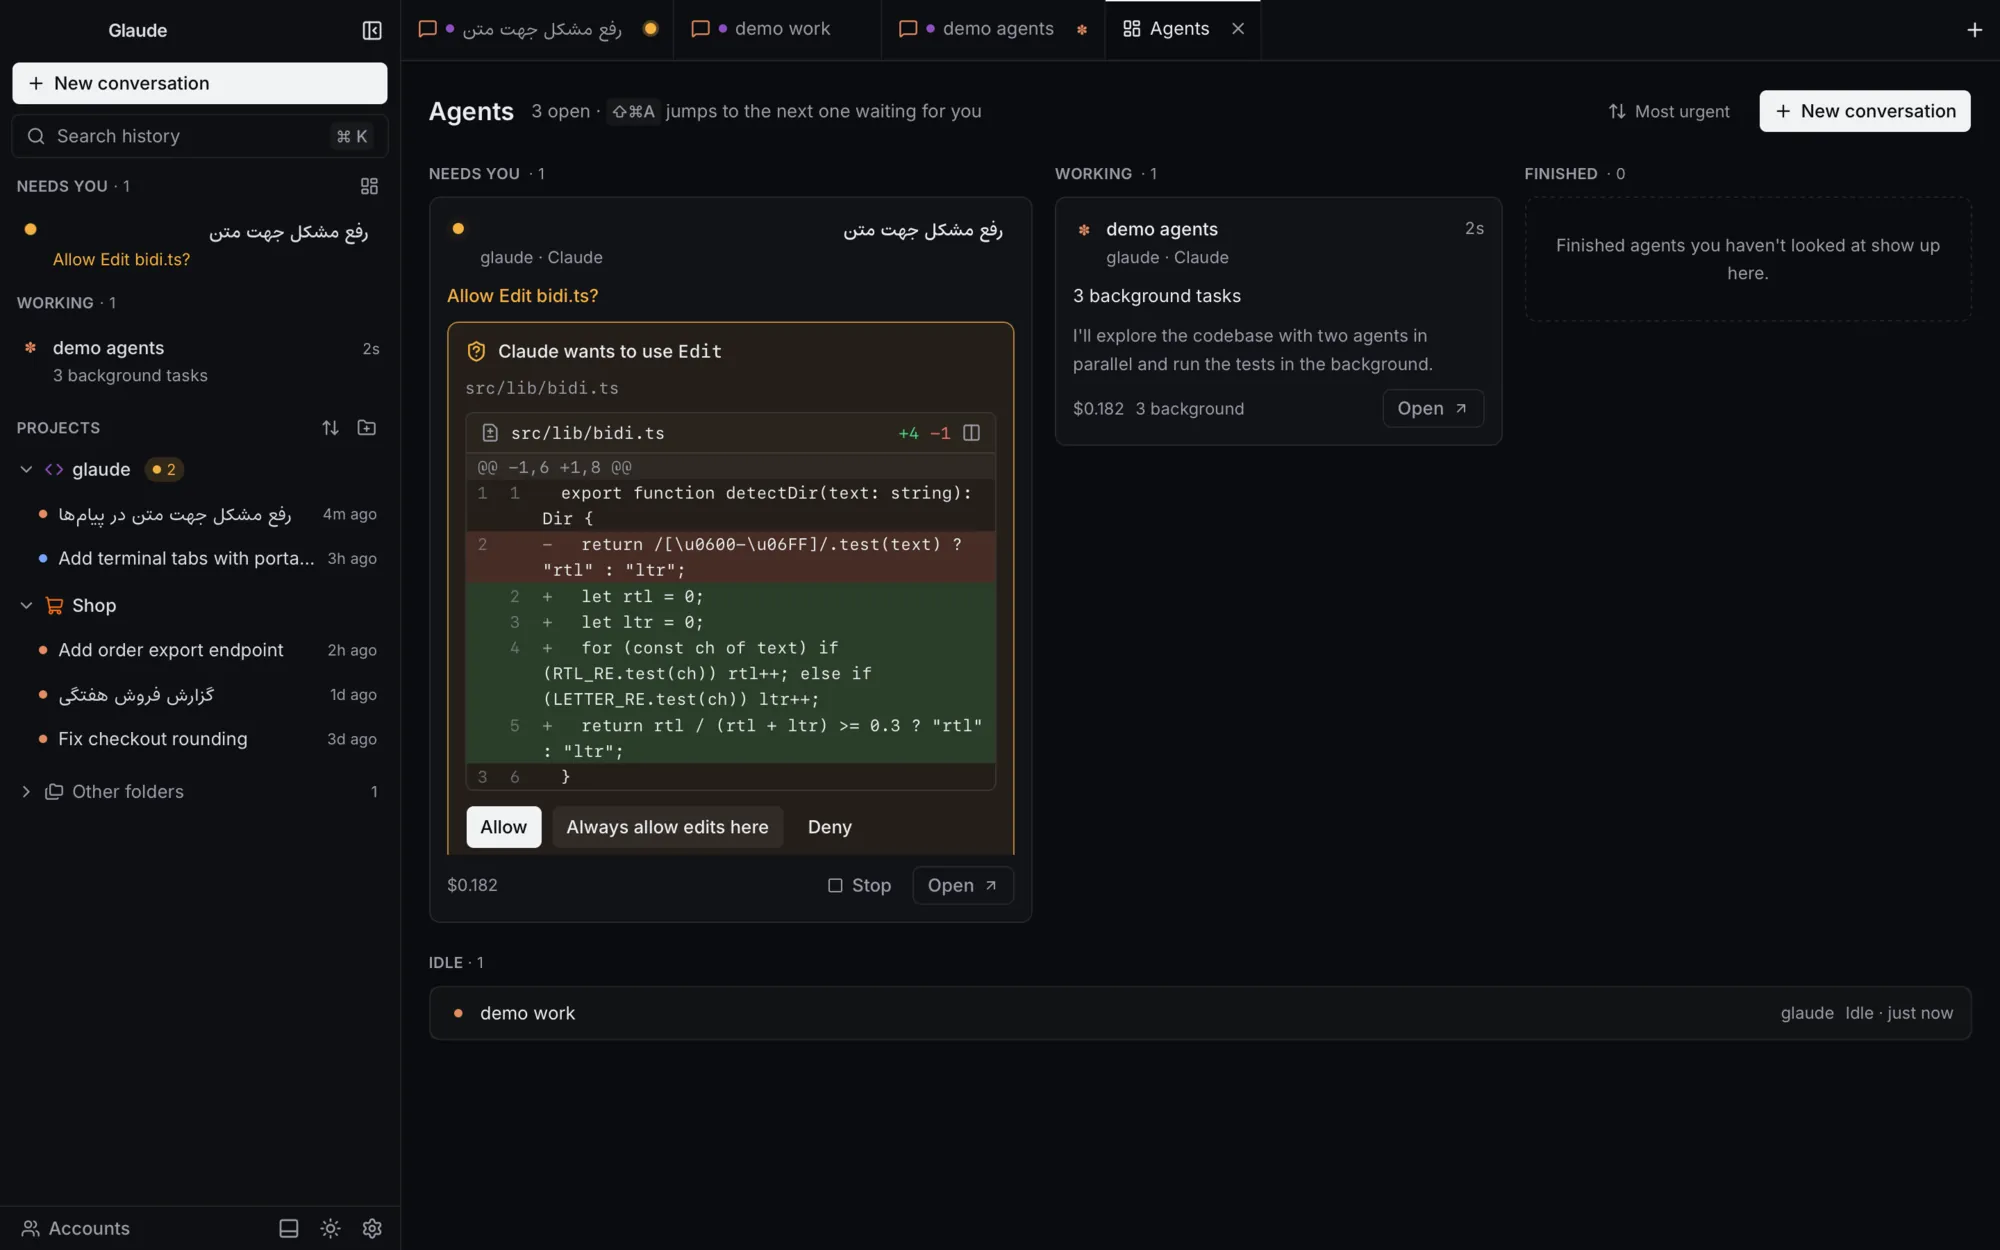 Glaude
New conversation
Search history ⌘ K
NEEDS YOU · 1
رفع مشکل جهت متن
Allow Edit bidi.ts?
WORKING · 1
demo agents 2s
3 background tasks
PROJECTS
glaude 2
رفع مشکل جهت متن در پیام‌ها 4m ago
Add terminal tabs with porta... 3h ago
Shop
Add order export endpoint 2h ago
گزارش فروش هفتگی 1d ago
Fix checkout rounding 3d ago
Other folders 1
Accounts
رفع مشکل جهت متن
demo work
demo agents
Agents
Agents 3 open · ⇧⌘A jumps to the next one waiting for you
Most urgent
New conversation
NEEDS YOU · 1
رفع مشکل جهت متن
glaude · Claude
Allow Edit bidi.ts?
Claude wants to use Edit
src/lib/bidi.ts
src/lib/bidi.ts +4 −1
@@ −1,6 +1,8 @@
1 1 export function detectDir(text: string):
Dir {
2 − return /[\u0600-\u06FF]/.test(text) ?
"rtl" : "ltr";
2 + let rtl = 0;
3 + let ltr = 0;
4 + for (const ch of text) if
(RTL_RE.test(ch)) rtl++; else if
(LETTER_RE.test(ch)) ltr++;
5 + return rtl / (rtl + ltr) >= 0.3 ? "rtl"
: "ltr";
3 6 }
Allow
Always allow edits here
Deny
$0.182
Stop
Open
WORKING · 1
demo agents 2s
glaude · Claude
3 background tasks
I'll explore the codebase with two agents in
parallel and run the tests in the background.
$0.182 3 background
Open
FINISHED · 0
Finished agents you haven't looked at show up
here.
IDLE · 1
demo work
glaude Idle · just now